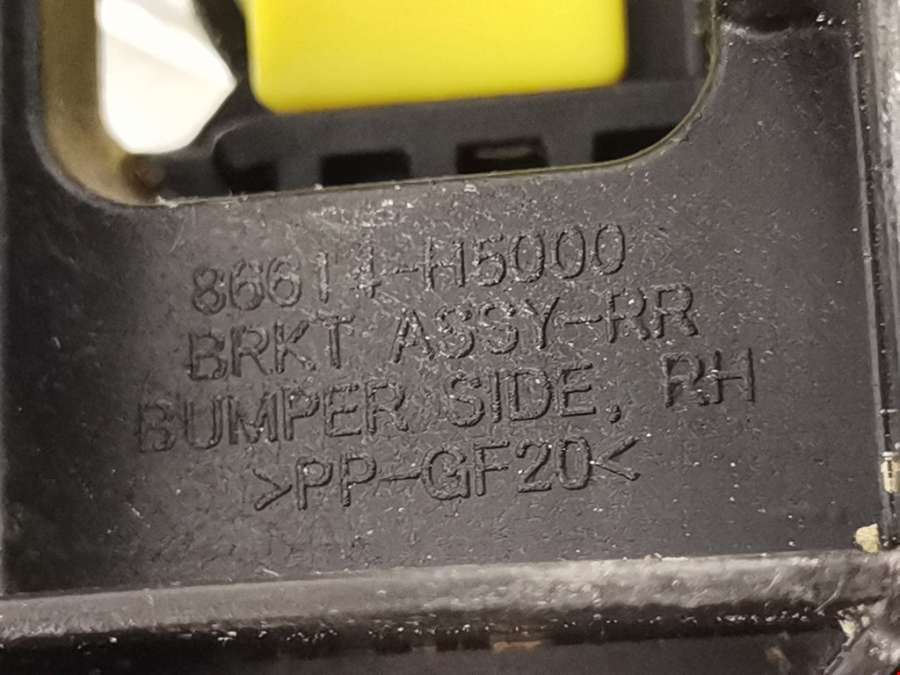 86614-H5000
BRKT ASSY-RR
BUMPER SIDE, RH
>PP-GF20<